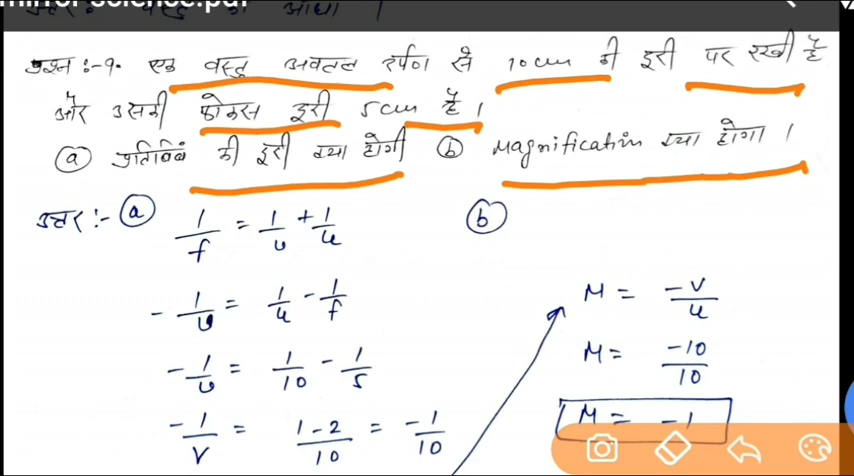 mirror science.pdf
प्रश्न :-9. एक वस्तु अवतल दर्पण से 10cm की दूरी पर रखी है
और उसकी फोकस दूरी 5cm है।
(a) प्रतिबिंब की दूरी क्या होगी (b) Magnification क्या होगा।
उत्तर :- (a)
1/f = 1/v + 1/u
-1/v = 1/u - 1/f
-1/v = 1/10 - 1/5
-1/v = 1-2/10 = -1/10
(b)
M = -v/u
M = -10/10
M = -1